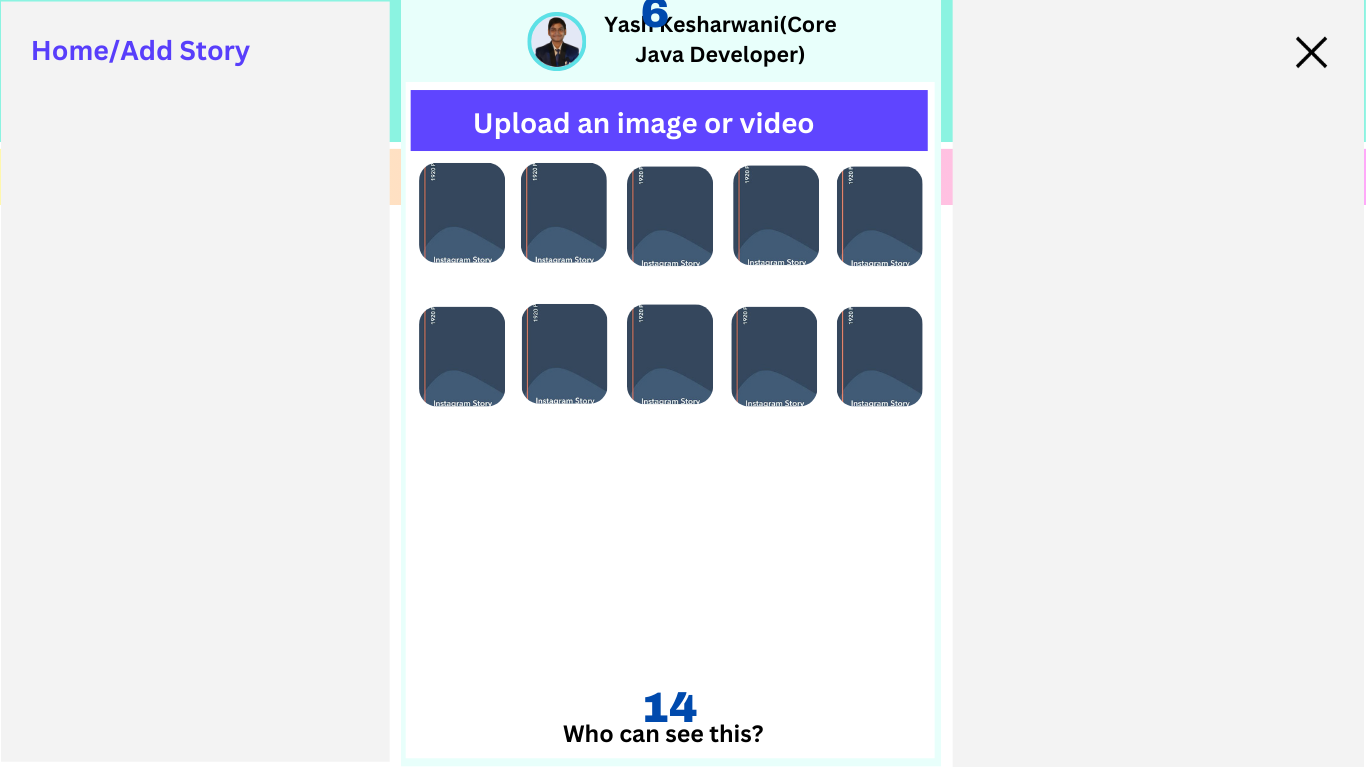 6
Home/Add Story
Yash Kesharwani(Core
Java Developer)
Upload an image or video
1920
1920
1920
1920
1920
Instagram Story
Instagram Story
Instagram Story
Instagram Story
Instagram Story
1920
1920
1920
1920
1920
Instagram Story
Instagram Story
Instagram Story
Instagram Story
Instagram Story
14
Who can see this?